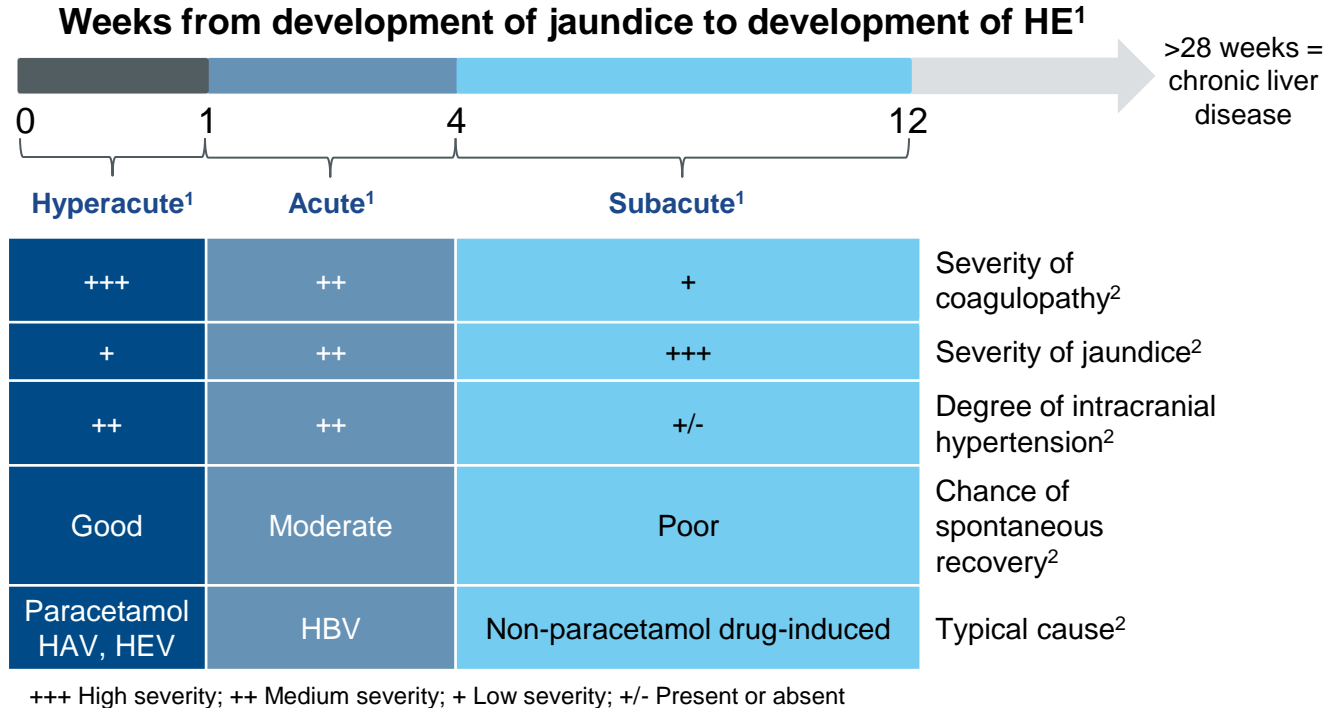 Weeks from development of jaundice to development of HE¹
>28 weeks =
chronic liver
disease
0 1 4 12
Hyperacute¹ Acute¹ Subacute¹
+++ ++ + Severity of
coagulopathy²
+ ++ +++ Severity of jaundice²
++ ++ +/- Degree of intracranial
hypertension²
Good Moderate Poor Chance of
spontaneous
recovery²
Paracetamol
HAV, HEV HBV Non-paracetamol drug-induced Typical cause²
+++ High severity; ++ Medium severity; + Low severity; +/- Present or absent